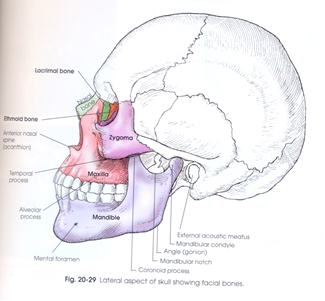 Lacrimal bone
Nasal
bone
Ethmoid bone
Anterior nasal
spine
(acanthion)
Zygoma
Temporal
process
Maxilla
Alveolar
process
Mandible
Mental foramen
External acoustic meatus
Mandibular condyle
Angle (gonion)
Mandibular notch
Coronoid process
Fig. 20-29 Lateral aspect of skull showing facial bones.